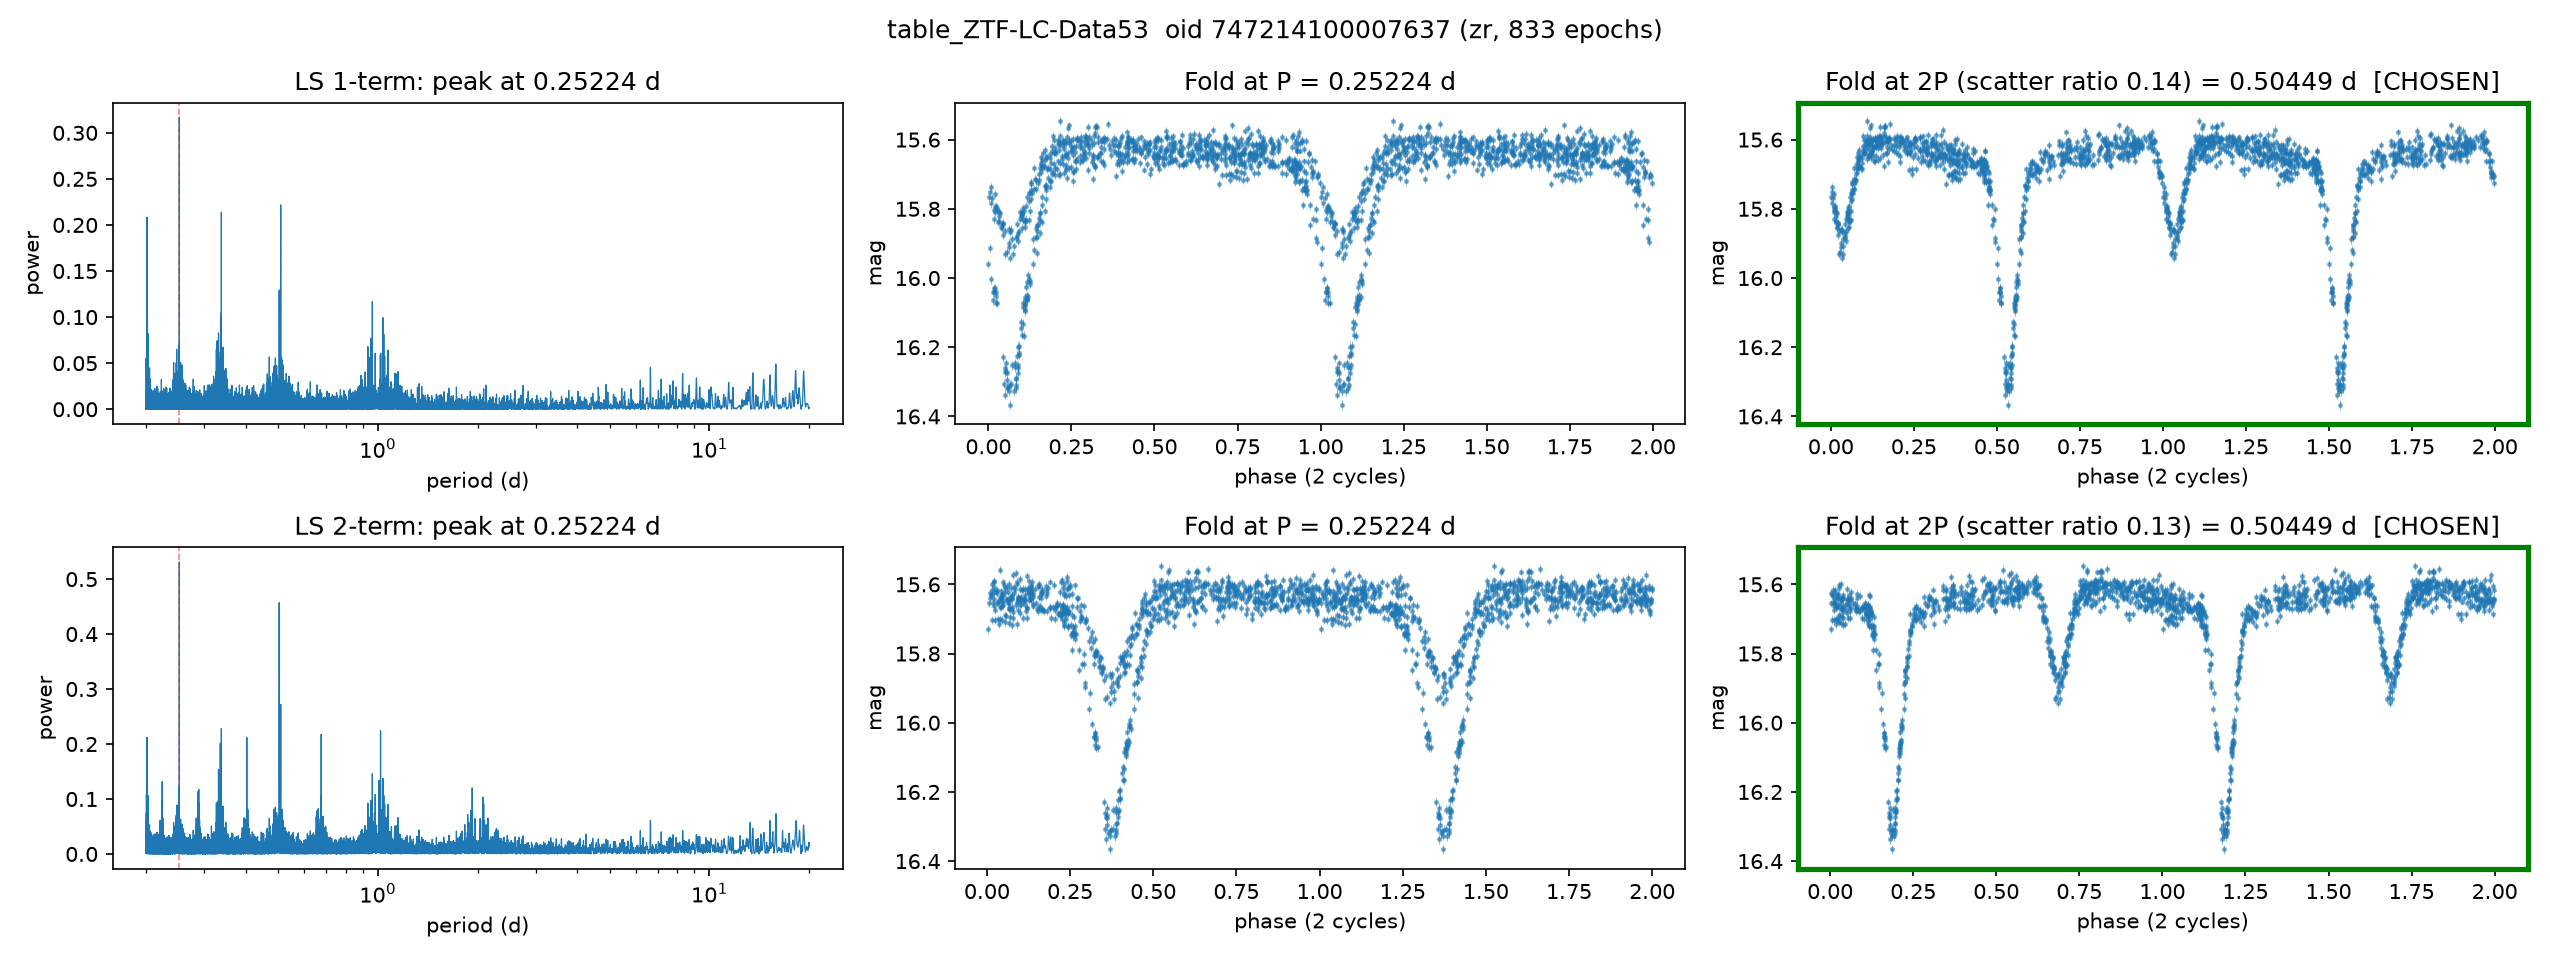 table_ZTF-LC-Data53  oid 747214100007637 (zr, 833 epochs)
LS 1-term: peak at 0.25224 d
power
0.30
0.25
0.20
0.15
0.10
0.05
0.00
10⁰
10¹
period (d)
Fold at P = 0.25224 d
mag
15.6
15.8
16.0
16.2
16.4
0.00 0.25 0.50 0.75 1.00 1.25 1.50 1.75 2.00
phase (2 cycles)
Fold at 2P (scatter ratio 0.14) = 0.50449 d  [CHOSEN]
mag
15.6
15.8
16.0
16.2
16.4
0.00 0.25 0.50 0.75 1.00 1.25 1.50 1.75 2.00
phase (2 cycles)
LS 2-term: peak at 0.25224 d
power
0.5
0.4
0.3
0.2
0.1
0.0
10⁰
10¹
period (d)
Fold at P = 0.25224 d
mag
15.6
15.8
16.0
16.2
16.4
0.00 0.25 0.50 0.75 1.00 1.25 1.50 1.75 2.00
phase (2 cycles)
Fold at 2P (scatter ratio 0.13) = 0.50449 d  [CHOSEN]
mag
15.6
15.8
16.0
16.2
16.4
0.00 0.25 0.50 0.75 1.00 1.25 1.50 1.75 2.00
phase (2 cycles)